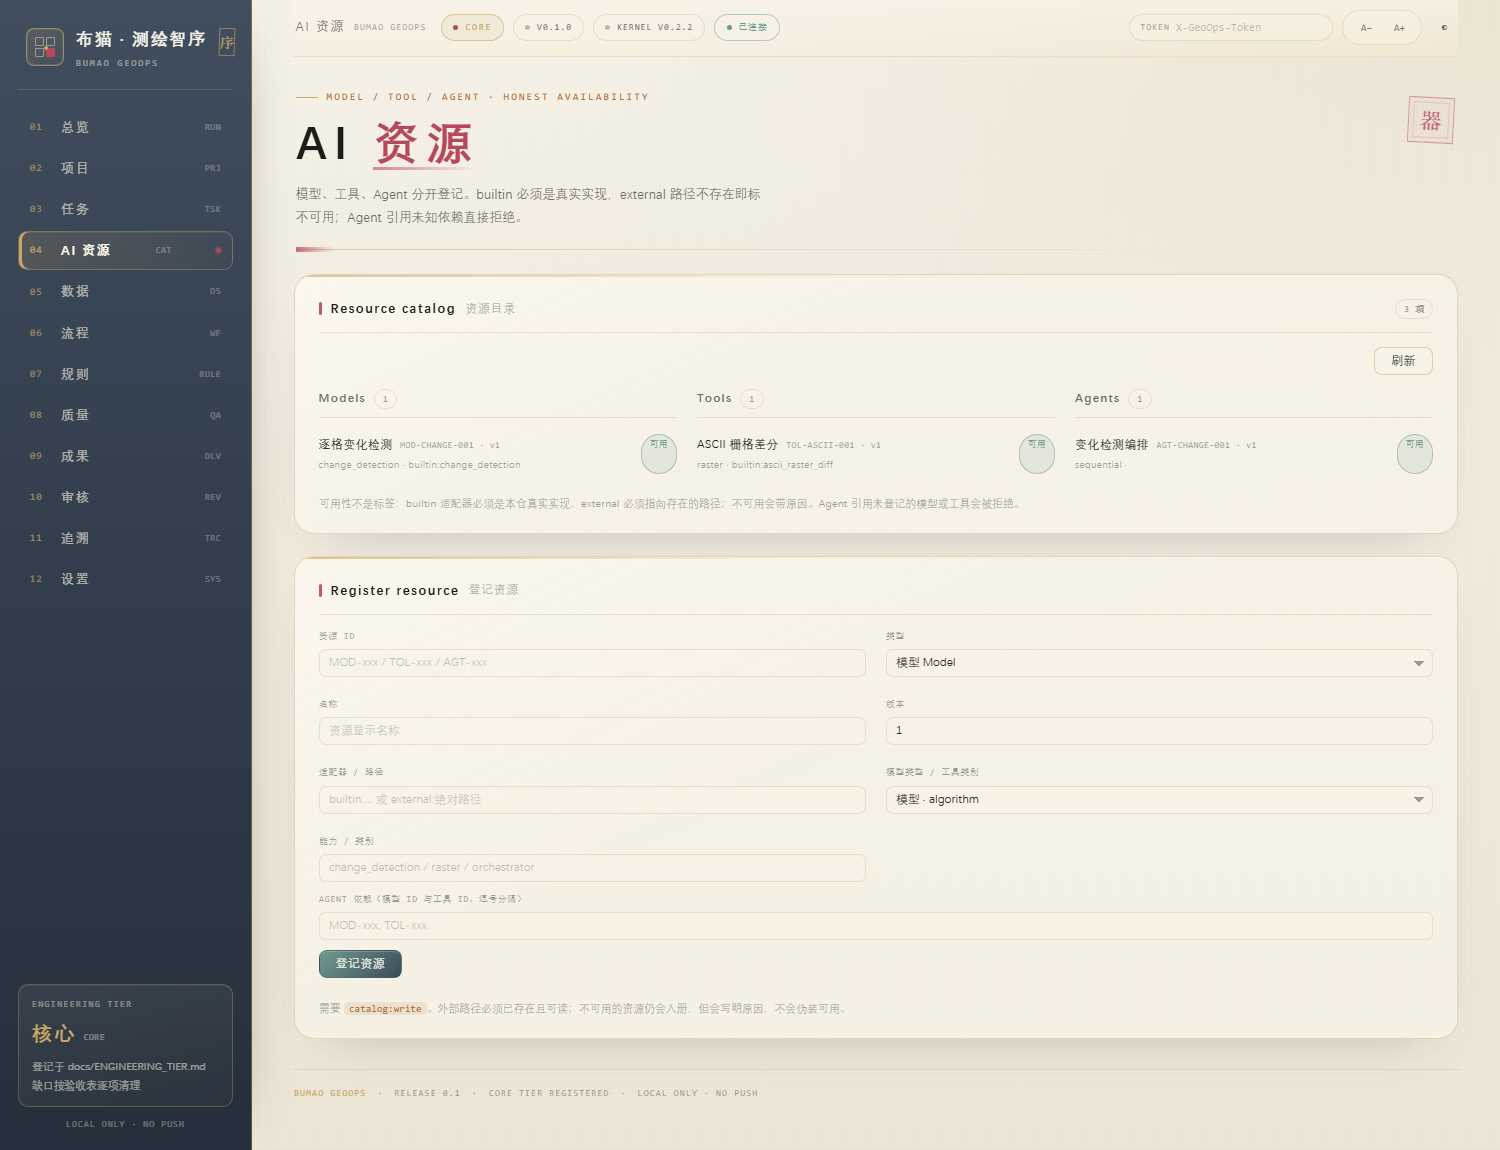 布猫 · 测绘智序 序
BUMAO GEOOPS
01 总览 RUN
02 项目 PRJ
03 任务 TSK
04 AI 资源 CAT
05 数据 DS
06 流程 WF
07 规则 RULE
08 质量 QA
09 成果 DLV
10 审核 REV
11 追溯 TRC
12 设置 SYS
ENGINEERING TIER
核心 CORE
登记于 docs/ENGINEERING_TIER.md
缺口按验收表逐项清理
LOCAL ONLY · NO PUSH
AI 资源 BUMAO GEOOPS CORE V0.1.0 KERNEL V0.2.2 已连接 TOKEN X-GeoOps-Token A− A+
MODEL / TOOL / AGENT · HONEST AVAILABILITY
AI 资源
器
模型、工具、Agent 分开登记。builtin 必须是真实实现，external 路径不存在即标
不可用；Agent 引用未知依赖直接拒绝。
Resource catalog 资源目录 3 项
刷新
Models 1
逐格变化检测 MOD-CHANGE-001 · v1 可用
change_detection · builtin:change_detection
Tools 1
ASCII 栅格差分 TOL-ASCII-001 · v1 可用
raster · builtin:ascii_raster_diff
Agents 1
变化检测编排 AGT-CHANGE-001 · v1 可用
sequential ·
可用性不是标签：builtin 适配器必须是本仓真实实现，external 必须指向存在的路径；不可用会带原因。Agent 引用未登记的模型或工具会被拒绝。
Register resource 登记资源
资源 ID
MOD-xxx / TOL-xxx / AGT-xxx
类型
模型 Model
名称
资源显示名称
版本
1
适配器 / 路径
builtin:... 或 external:绝对路径
模型类型 / 工具类别
模型 · algorithm
能力 / 类别
change_detection / raster / orchestrator
AGENT 依赖（模型 ID 与工具 ID，逗号分隔）
MOD-xxx, TOL-xxx
登记资源
需要 catalog:write。外部路径必须已存在且可读；不可用的资源仍会入册，但会写明原因，不会伪装可用。
BUMAO GEOOPS · RELEASE 0.1 · CORE TIER REGISTERED · LOCAL ONLY · NO PUSH